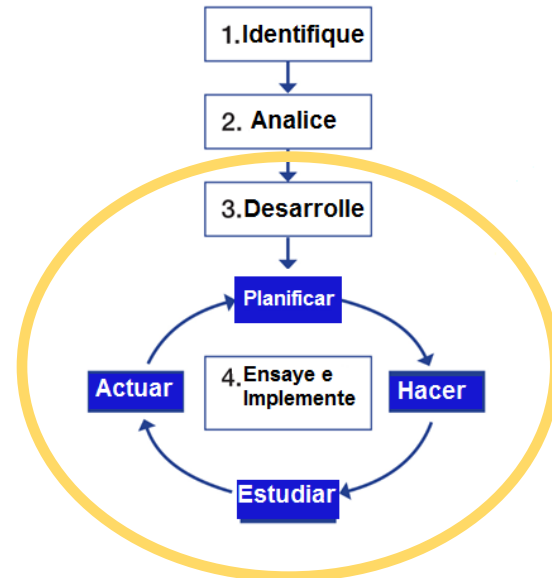 1. Identifique
2. Analice
3. Desarrolle
Planificar
Actuar
4. Ensaye e
Implemente
Hacer
Estudiar